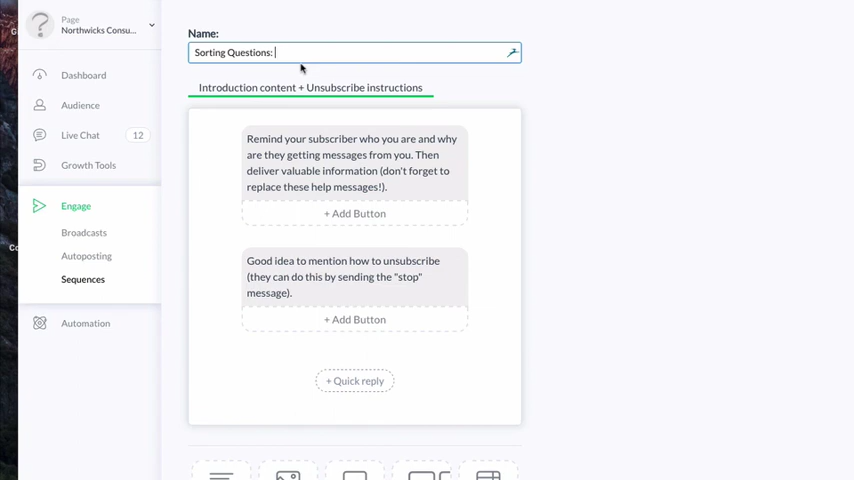 Page
Northwicks Consu...
Dashboard
Audience
Live Chat 12
Growth Tools
Engage
Broadcasts
Autoposting
Sequences
Automation
Name:
Sorting Questions:
Introduction content + Unsubscribe instructions
Remind your subscriber who you are and why
are they getting messages from you. Then
deliver valuable information (don't forget to
replace these help messages!).
+ Add Button
Good idea to mention how to unsubscribe
(they can do this by sending the "stop"
message).
+ Add Button
+ Quick reply